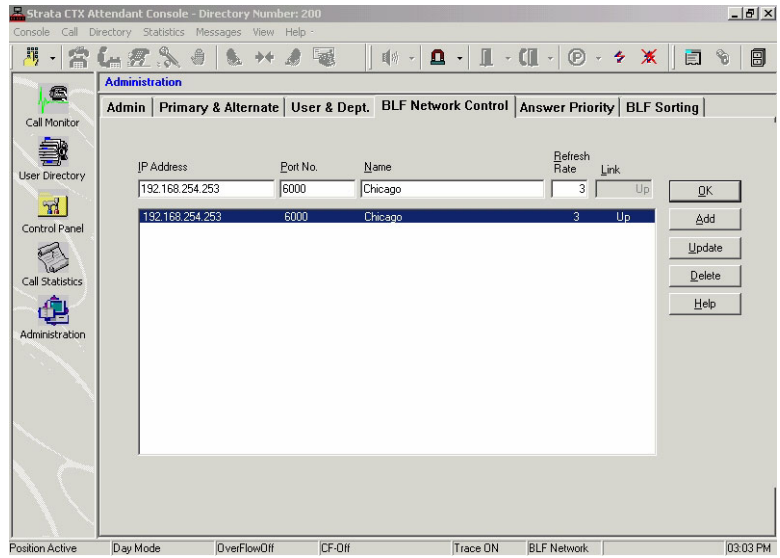 Strata CTX Attendant Console - Directory Number: 200
Console Call Directory Statistics Messages View Help
Administration
Admin Primary & Alternate User & Dept. BLF Network Control Answer Priority BLF Sorting
Call Monitor
User Directory
Control Panel
Call Statistics
Administration
IP Address Port No. Name Refresh Rate Link
192.168.254.253 6000 Chicago 3 Up
192.168.254.253 6000 Chicago 3 Up
OK
Add
Update
Delete
Help
Position Active Day Mode OverFlowOff CF-Off Trace ON BLF Network 03:03 PM